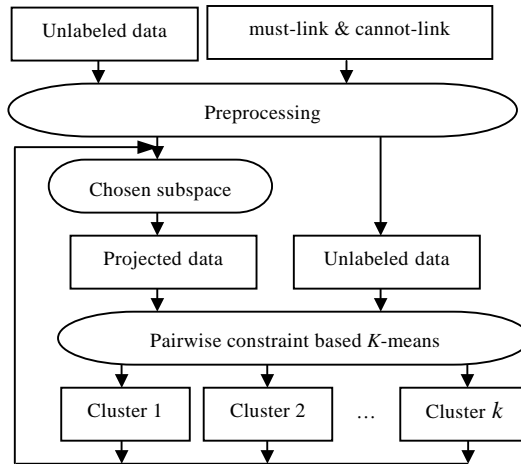 Unlabeled data
must-link & cannot-link
Preprocessing
Chosen subspace
Projected data
Unlabeled data
Pairwise constraint based K-means
Cluster 1
Cluster 2
…
Cluster k